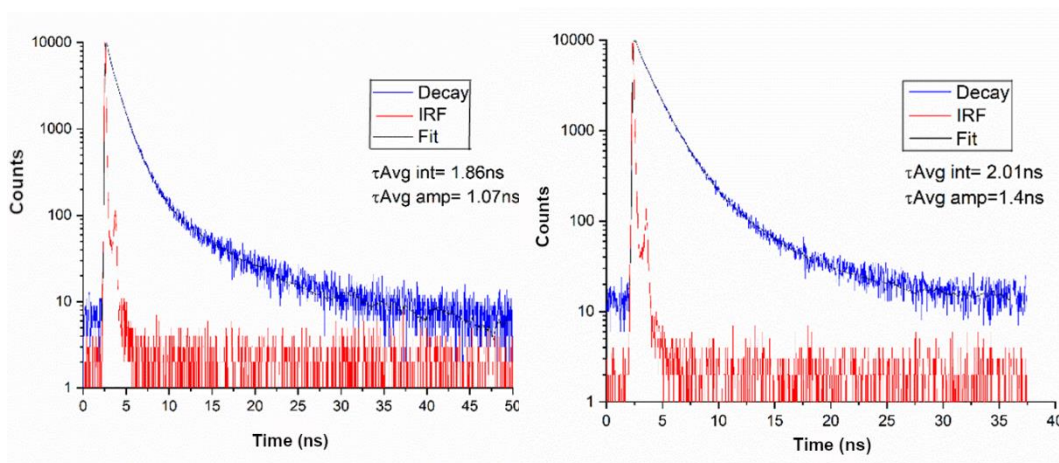 10000
1000
100
10
1
Counts
0
5
10
15
20
25
30
35
40
45
50
Time (ns)
Decay
IRF
Fit
τAvg int= 1.86ns
τAvg amp= 1.07ns
10000
1000
100
10
1
Counts
0
5
10
15
20
25
30
35
40
Time (ns)
Decay
IRF
Fit
τAvg int= 2.01ns
τAvg amp=1.4ns